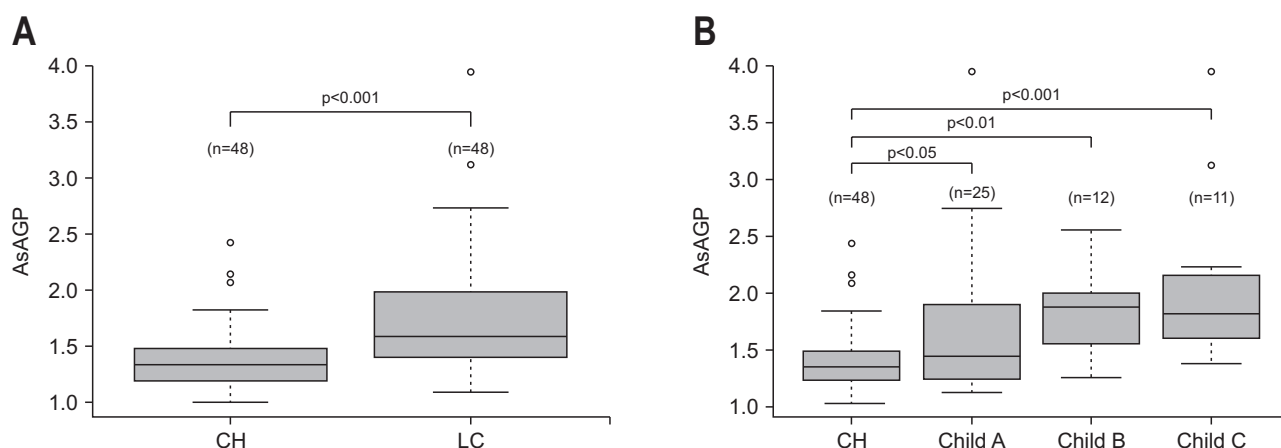 A
AsAGP
4.0
3.5
3.0
2.5
2.0
1.5
1.0
p<0.001
(n=48)
(n=48)
CH
LC
B
AsAGP
4.0
3.5
3.0
2.5
2.0
1.5
1.0
p<0.001
p<0.01
p<0.05
(n=48)
(n=25)
(n=12)
(n=11)
CH
Child A
Child B
Child C